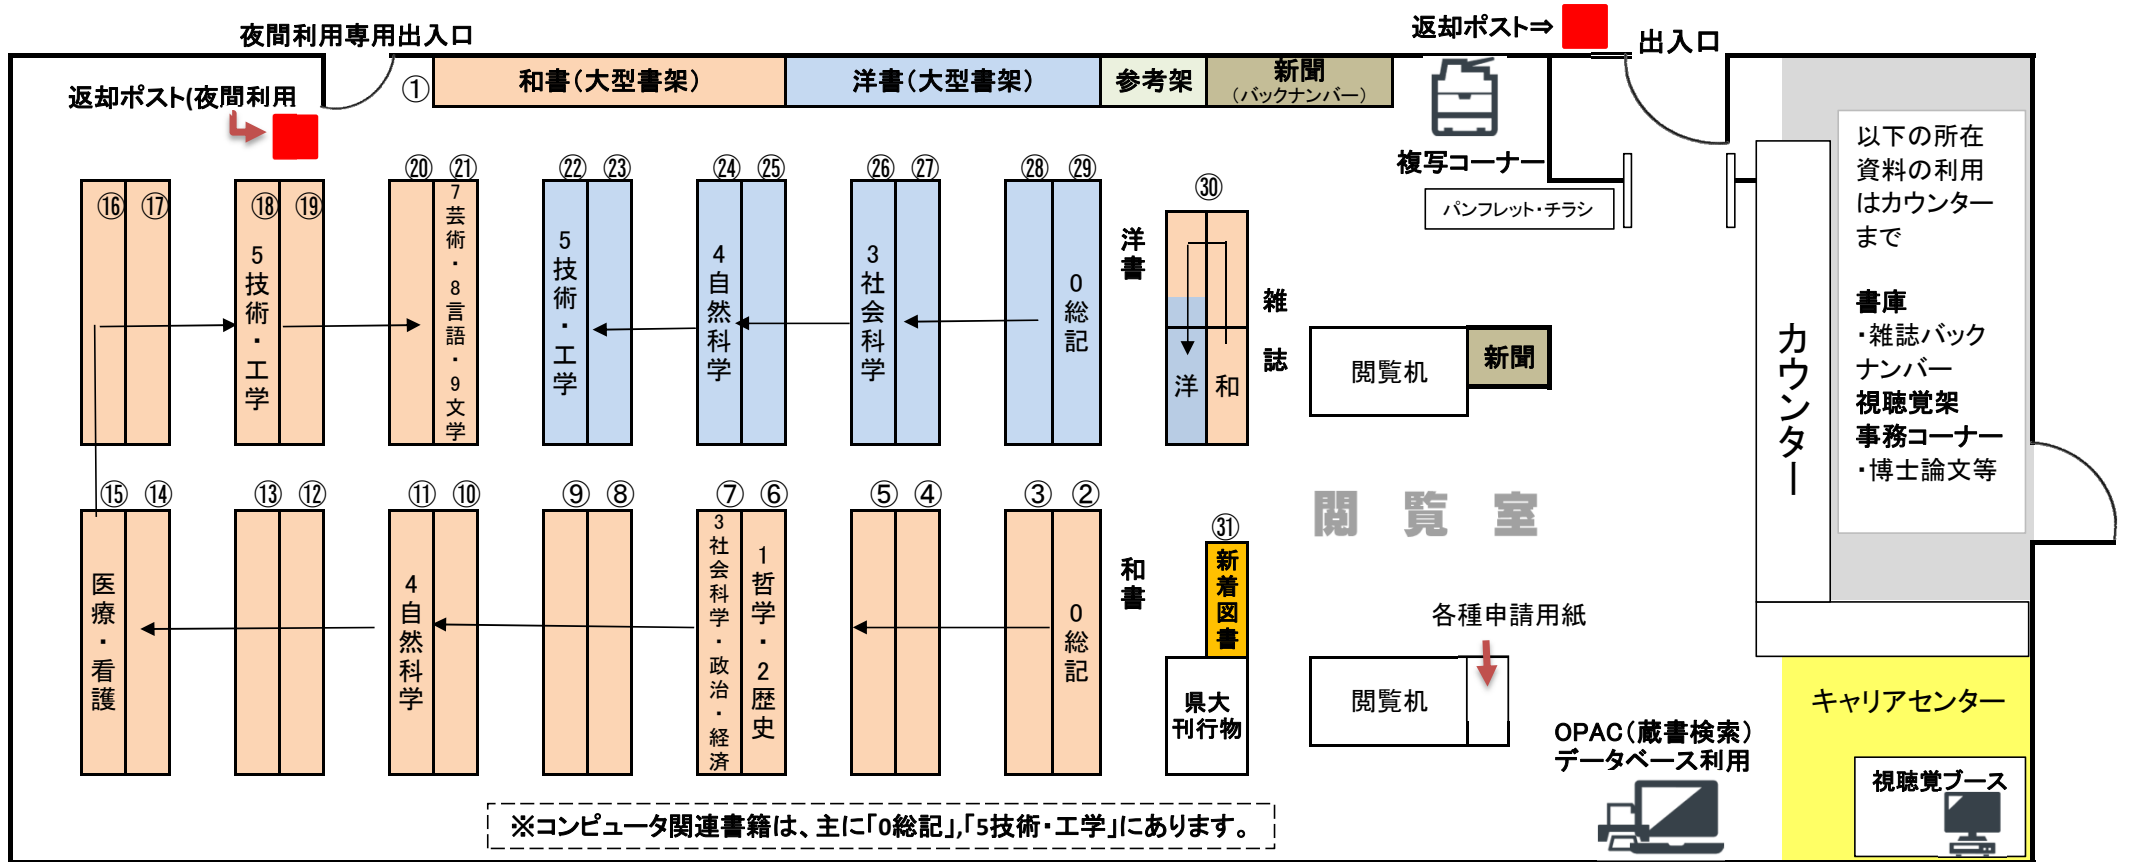 夜間利用専用出入口
返却ポスト⇒
出入口
返却ポスト(夜間利用
①
和書(大型書架)
洋書(大型書架)
参考架
新聞
(バックナンバー)
複写コーナー
パンフレット・チラシ
以下の所在
資料の利用
はカウンター
まで
書庫
・雑誌バック
ナンバー
視聴覚架
事務コーナー
・博士論文等
カウンター
⑯ ⑰
⑱ ⑲
5技術・工学
⑳ ㉑
7芸術・8言語・9文学
㉒ ㉓
5技術・工学
㉔ ㉕
4自然科学
㉖ ㉗
3社会科学
㉘ ㉙
0総記
洋書
㉚
洋 和
雑誌
閲覧机
新聞
閲覧室
⑮ ⑭
医療・看護
⑬ ⑫
⑪ ⑩
4自然科学
⑨ ⑧
⑦ ⑥
3社会科学・政治・経済
1哲学・2歴史
⑤ ④
③ ②
0総記
和書
㉛
新着図書
県大
刊行物
各種申請用紙
閲覧机
OPAC(蔵書検索)
データベース利用
キャリアセンター
視聴覚ブース
※コンピュータ関連書籍は、主に「0総記」,「5技術・工学」にあります。